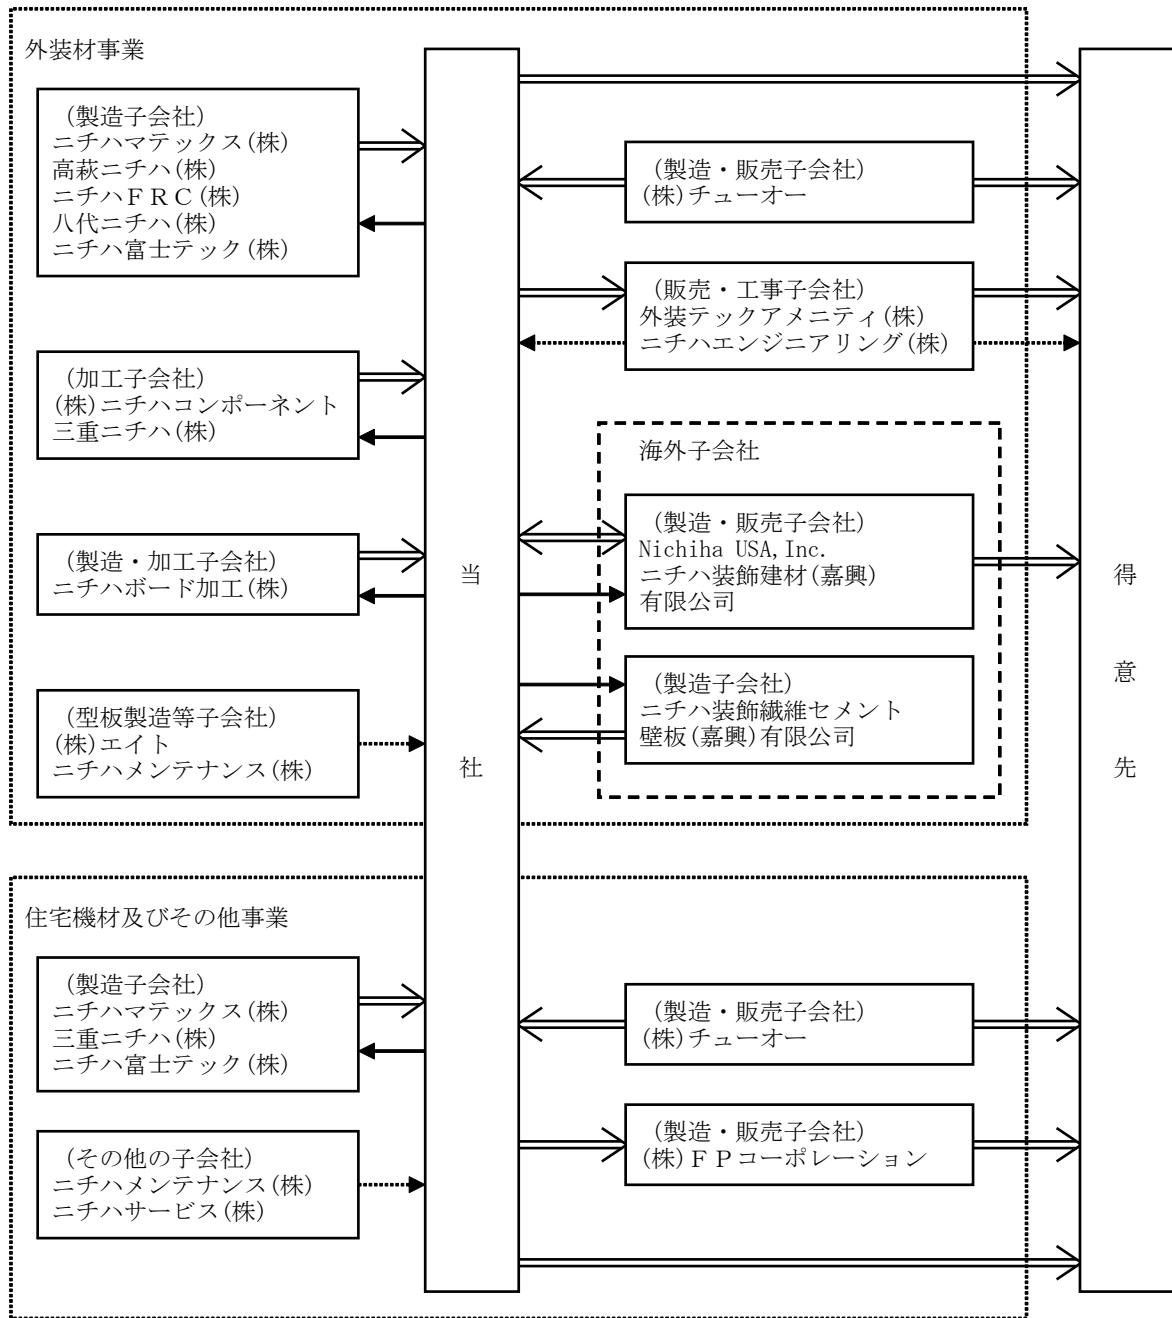 外装材事業
(製造子会社)
ニチハマテックス(株)
高萩ニチハ(株)
ニチハＦＲＣ(株)
八代ニチハ(株)
ニチハ富士テック(株)
(加工子会社)
(株)ニチハコンポーネント
三重ニチハ(株)
(製造・加工子会社)
ニチハボード加工(株)
(型板製造等子会社)
(株)エイト
ニチハメンテナンス(株)
当
社
(製造・販売子会社)
(株)チューオー
(販売・工事子会社)
外装テックアメニティ(株)
ニチハエンジニアリング(株)
海外子会社
(製造・販売子会社)
Nichiha USA,Inc.
ニチハ装飾建材(嘉興)
有限公司
(製造子会社)
ニチハ装飾繊維セメント
壁板(嘉興)有限公司
得
意
先
住宅機材及びその他事業
(製造子会社)
ニチハマテックス(株)
三重ニチハ(株)
ニチハ富士テック(株)
(その他の子会社)
ニチハメンテナンス(株)
ニチハサービス(株)
(製造・販売子会社)
(株)チューオー
(製造・販売子会社)
(株)ＦＰコーポレーション